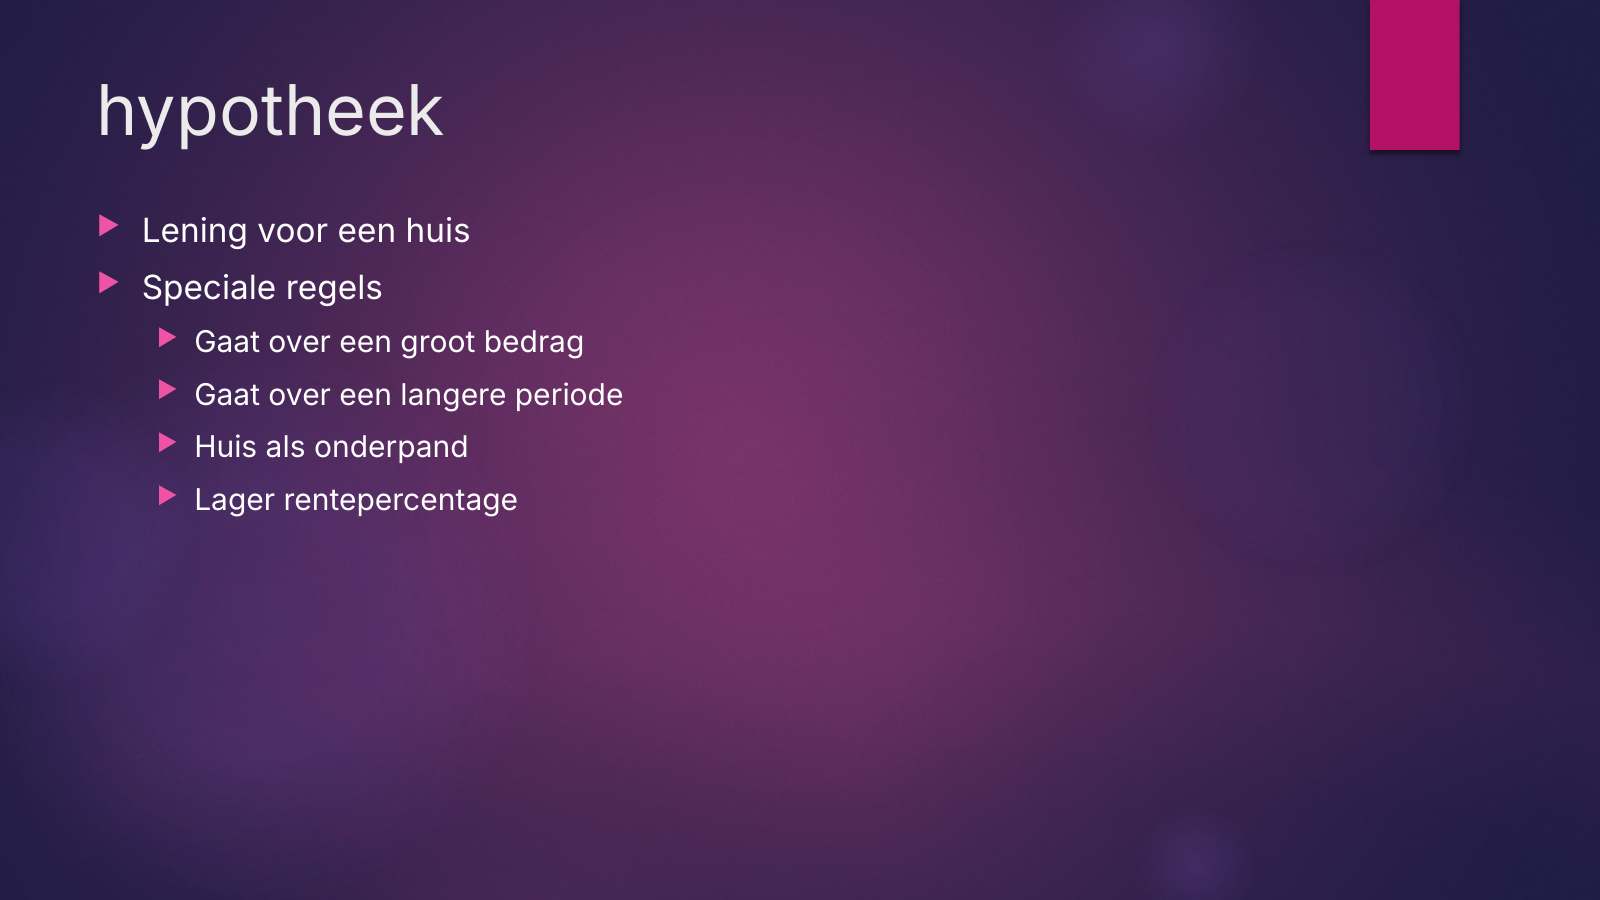 hypotheek
Lening voor een huis
Speciale regels
Gaat over een groot bedrag
Gaat over een langere periode
Huis als onderpand
Lager rentepercentage